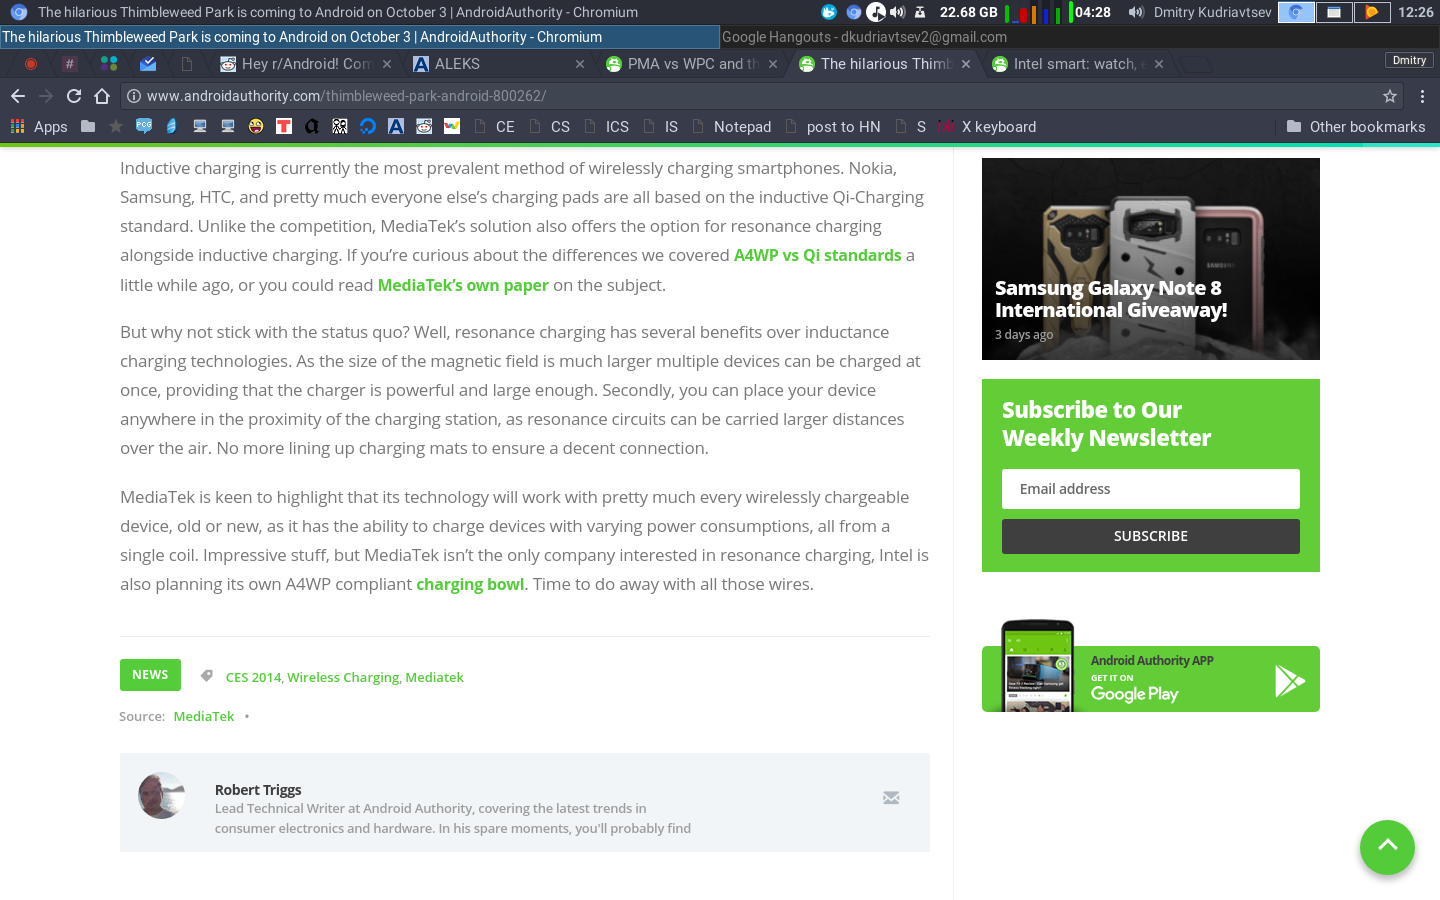 The hilarious Thimbleweed Park is coming to Android on October 3 | AndroidAuthority - Chromium
22.68 GB
04:28
Dmitry Kudriavtsev
12:26
The hilarious Thimbleweed Park is coming to Android on October 3 | AndroidAuthority - Chromium
Google Hangouts - dkudriavtsev2@gmail.com
Hey r/Android! Com
ALEKS
PMA vs WPC and th
The hilarious Thimb
Intel smart: watch, e
Dmitry
www.androidauthority.com/thimbleweed-park-android-800262/
Apps
CE
CS
ICS
IS
Notepad
post to HN
S
X keyboard
Other bookmarks
Inductive charging is currently the most prevalent method of wirelessly charging smartphones. Nokia,
Samsung, HTC, and pretty much everyone else’s charging pads are all based on the inductive Qi-Charging
standard. Unlike the competition, MediaTek’s solution also offers the option for resonance charging
alongside inductive charging. If you’re curious about the differences we covered A4WP vs Qi standards a
little while ago, or you could read MediaTek’s own paper on the subject.
But why not stick with the status quo? Well, resonance charging has several benefits over inductance
charging technologies. As the size of the magnetic field is much larger multiple devices can be charged at
once, providing that the charger is powerful and large enough. Secondly, you can place your device
anywhere in the proximity of the charging station, as resonance circuits can be carried larger distances
over the air. No more lining up charging mats to ensure a decent connection.
MediaTek is keen to highlight that its technology will work with pretty much every wirelessly chargeable
device, old or new, as it has the ability to charge devices with varying power consumptions, all from a
single coil. Impressive stuff, but MediaTek isn’t the only company interested in resonance charging, Intel is
also planning its own A4WP compliant charging bowl. Time to do away with all those wires.
NEWS
CES 2014, Wireless Charging, Mediatek
Source: MediaTek •
Robert Triggs
Lead Technical Writer at Android Authority, covering the latest trends in
consumer electronics and hardware. In his spare moments, you'll probably find
SAMSUNG
Samsung Galaxy Note 8
International Giveaway!
3 days ago
Subscribe to Our
Weekly Newsletter
Email address
SUBSCRIBE
Android Authority APP
GET IT ON
Google Play